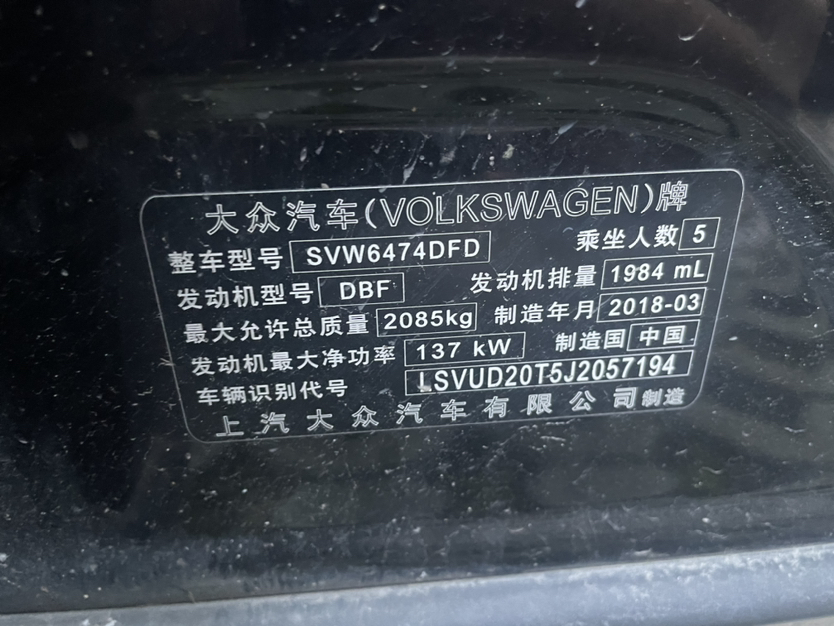 大众汽车(VOLKSWAGEN)牌
整车型号 SVW6474DFD 乘坐人数 5
发动机型号 DBF 发动机排量 1984 mL
最大允许总质量 2085kg 制造年月 2018-03
发动机最大净功率 137 kW 制造国 中国
车辆识别代号 LSVUD20T5J2057194
上汽大众汽车有限公司制造